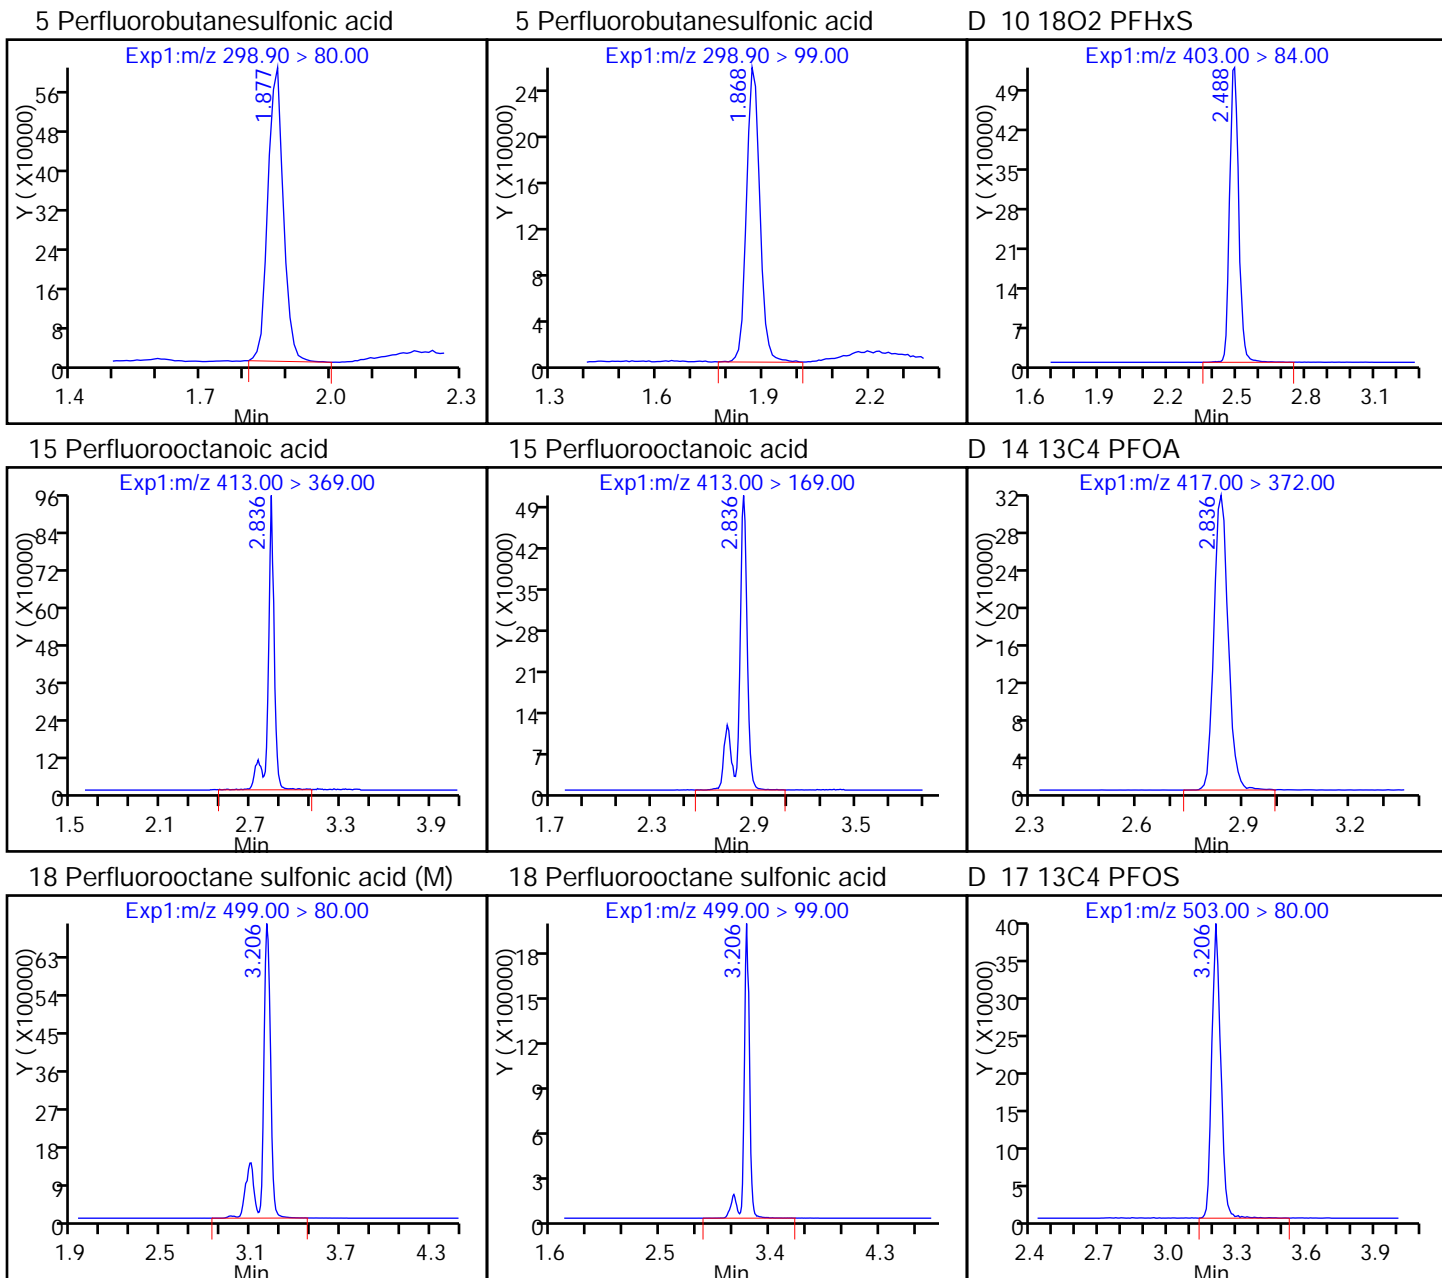 5 Perfluorobutanesulfonic acid
Exp1:m/z 298.90 > 80.00
1.877
Y ( X10000)
56
48
40
32
24
16
8
0
1.4 1.7 2.0 2.3
Min
5 Perfluorobutanesulfonic acid
Exp1:m/z 298.90 > 99.00
1.868
Y ( X10000)
24
20
16
12
8
4
0
1.3 1.6 1.9 2.2
Min
D 10 18O2 PFHxS
Exp1:m/z 403.00 > 84.00
2.488
Y ( X10000)
49
42
35
28
21
14
7
0
1.6 1.9 2.2 2.5 2.8 3.1
Min
15 Perfluorooctanoic acid
Exp1:m/z 413.00 > 369.00
2.836
Y ( X10000)
96
84
72
60
48
36
24
12
0
1.5 2.1 2.7 3.3 3.9
Min
15 Perfluorooctanoic acid
Exp1:m/z 413.00 > 169.00
2.836
Y ( X10000)
49
42
35
28
21
14
7
0
1.7 2.3 2.9 3.5
Min
D 14 13C4 PFOA
Exp1:m/z 417.00 > 372.00
2.836
Y ( X10000)
32
28
24
20
16
12
8
4
0
2.3 2.6 2.9 3.2
Min
18 Perfluorooctane sulfonic acid (M)
Exp1:m/z 499.00 > 80.00
3.206
Y ( X100000)
63
54
45
36
27
18
9
0
1.9 2.5 3.1 3.7 4.3
Min
18 Perfluorooctane sulfonic acid
Exp1:m/z 499.00 > 99.00
3.206
Y ( X100000)
18
15
12
9
6
3
0
1.6 2.5 3.4 4.3
Min
D 17 13C4 PFOS
Exp1:m/z 503.00 > 80.00
3.206
Y ( X100000)
40
35
30
25
20
15
10
5
0
2.4 2.7 3.0 3.3 3.6 3.9
Min